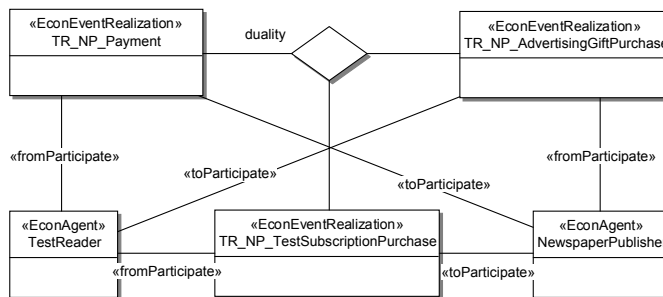 «EconEventRealization»
TR_NP_Payment
duality
«EconEventRealization»
TR_NP_AdvertisingGiftPurchase
«fromParticipate»
«fromParticipate»
«toParticipate»
«toParticipate»
«EconAgent»
TestReader
«EconEventRealization»
TR_NP_TestSubscriptionPurchase
«EconAgent»
NewspaperPublisher
«fromParticipate»
«toParticipate»